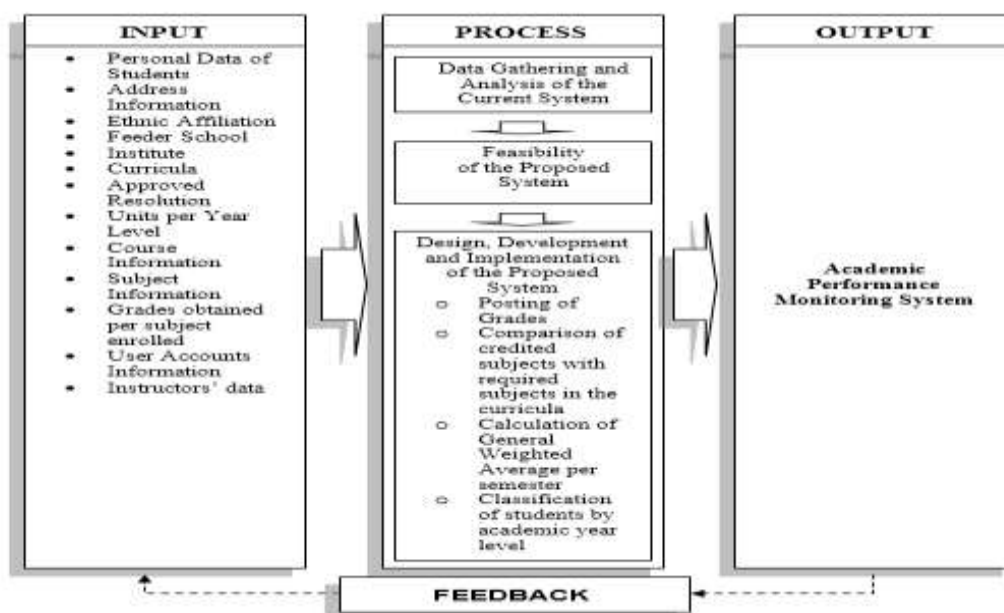 INPUT
• Personal Data of
Students
• Address
Information
• Ethnic Affiliation
• Feeder School
• Institute
• Curricula
• Approved
Resolution
• Units per Year
Level
• Course
Information
• Subject
Information
• Grades obtained
per subject
enrolled
• User Accounts
Information
• Instructors' data
PROCESS
Data Gathering and
Analysis of the
Current System
Feasibility
of the Proposed
System
Design, Development
and Implementation
of the Proposed
System
o Posting of
Grades
o Comparison of
credited
subjects with
required
subjects in the
curricula
o Calculation of
General
Weighted
Average per
semester
o Classification
of students by
academic year
level
OUTPUT
Academic
Performance
Monitoring System
FEEDBACK